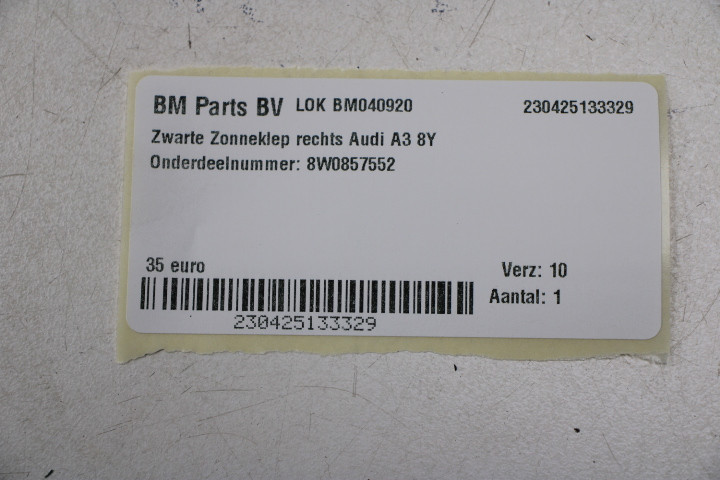 BM Parts BV LOK BM040920 230425133329
Zwarte Zonneklep rechts Audi A3 8Y
Onderdeelnummer: 8W0857552
35 euro Verz: 10
Aantal: 1
230425133329